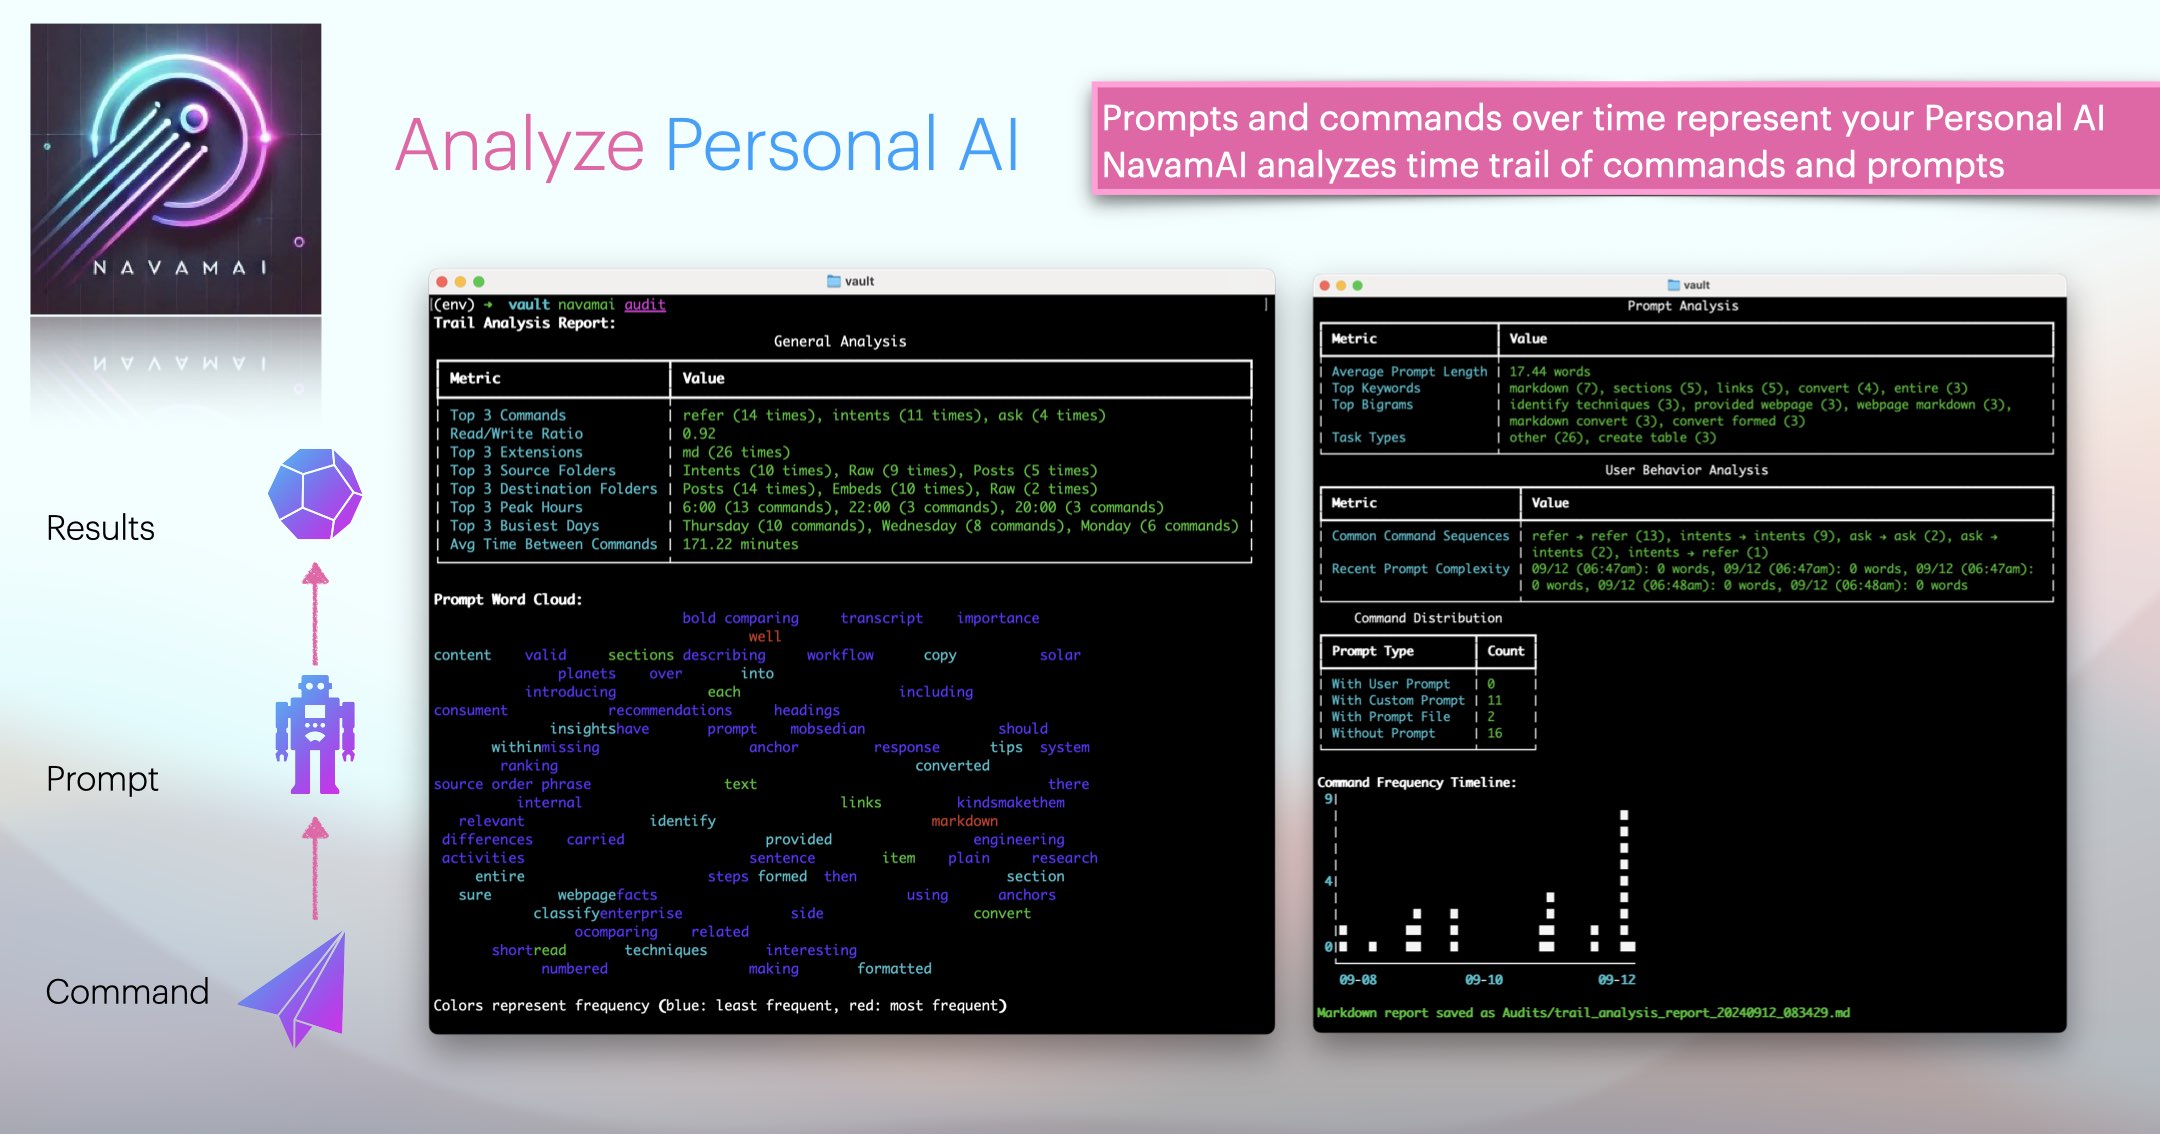 NAVAMAI
Analyze Personal AI
Prompts and commands over time represent your Personal AI
NavamAI analyzes time trail of commands and prompts
Results
Prompt
Command
vault
(env) → vault navamai audit
Trail Analysis Report:
General Analysis
Metric | Value
Top 3 Commands | refer (14 times), intents (11 times), ask (4 times)
Read/Write Ratio | 0.92
Top 3 Extensions | md (26 times)
Top 3 Source Folders | Intents (10 times), Raw (9 times), Posts (5 times)
Top 3 Destination Folders | Posts (14 times), Embeds (10 times), Raw (2 times)
Top 3 Peak Hours | 6:00 (13 commands), 22:00 (3 commands), 20:00 (3 commands)
Top 3 Busiest Days | Thursday (10 commands), Wednesday (8 commands), Monday (6 commands)
Avg Time Between Commands | 171.22 minutes
Prompt Word Cloud:
bold comparing transcript importance
well
content valid sections describing workflow copy solar
planets over into
introducing each including
consument recommendations headings
insightshave prompt mobsedian should
withinmissing anchor response tips system
ranking converted
source order phrase text there
internal links kindsmakethem
relevant identify markdown
differences carried provided engineering
activities sentence item plain research
entire steps formed then section
sure webpagefacts using anchors
classifyenterprise side convert
ocomparing related
shortread techniques interesting
numbered making formatted
Colors represent frequency (blue: least frequent, red: most frequent)
vault
Prompt Analysis
Metric | Value
Average Prompt Length | 17.44 words
Top Keywords | markdown (7), sections (5), links (5), convert (4), entire (3)
Top Bigrams | identify techniques (3), provided webpage (3), webpage markdown (3),
markdown convert (3), convert formed (3)
Task Types | other (26), create table (3)
User Behavior Analysis
Metric | Value
Common Command Sequences | refer → refer (13), intents → intents (9), ask → ask (2), ask →
intents (2), intents → refer (1)
Recent Prompt Complexity | 09/12 (06:47am): 0 words, 09/12 (06:47am): 0 words, 09/12 (06:47am):
0 words, 09/12 (06:48am): 0 words, 09/12 (06:48am): 0 words
Command Distribution
Prompt Type | Count
With User Prompt | 0
With Custom Prompt | 11
With Prompt File | 2
Without Prompt | 16
Command Frequency Timeline:
9
4
0
09-08 09-10 09-12
Markdown report saved as Audits/trail_analysis_report_20240912_083429.md